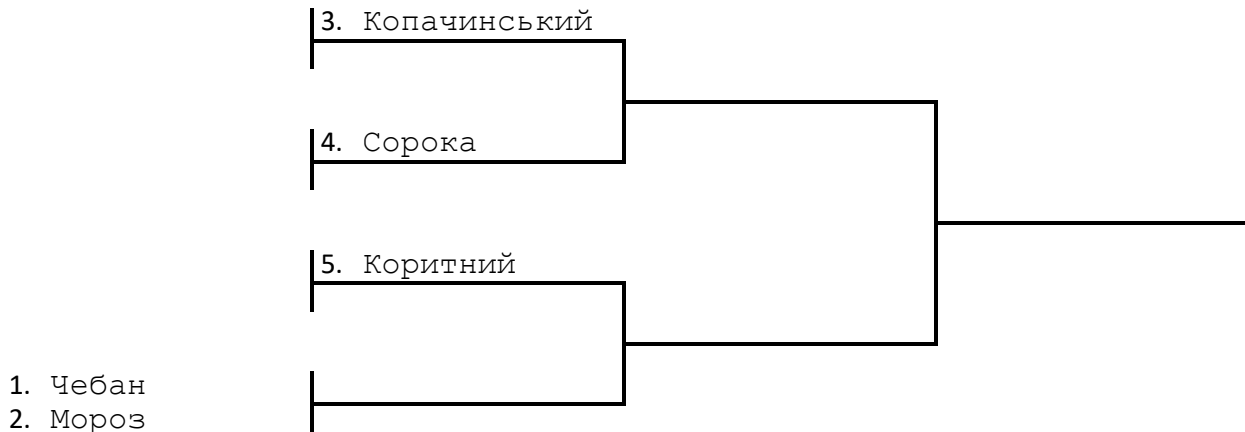 3. Копачинський
4. Сорока
5. Коритний
1. Чебан
2. Мороз